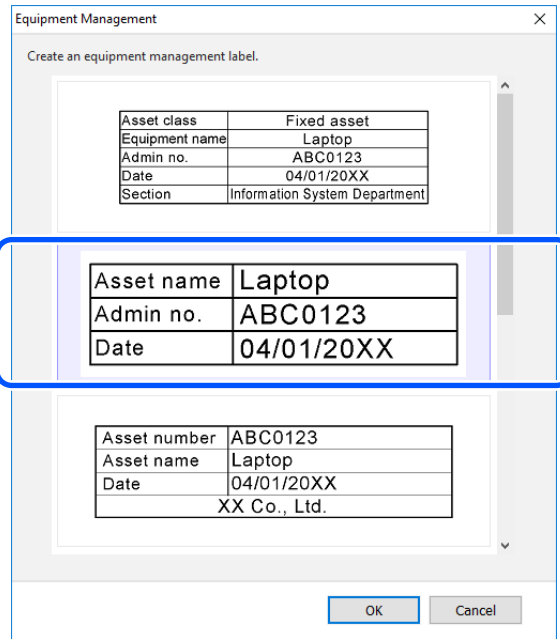 Equipment Management
Create an equipment management label.
Asset class Fixed asset
Equipment name Laptop
Admin no. ABC0123
Date 04/01/20XX
Section Information System Department
Asset name Laptop
Admin no. ABC0123
Date 04/01/20XX
Asset number ABC0123
Asset name Laptop
Date 04/01/20XX
XX Co., Ltd.
OK Cancel